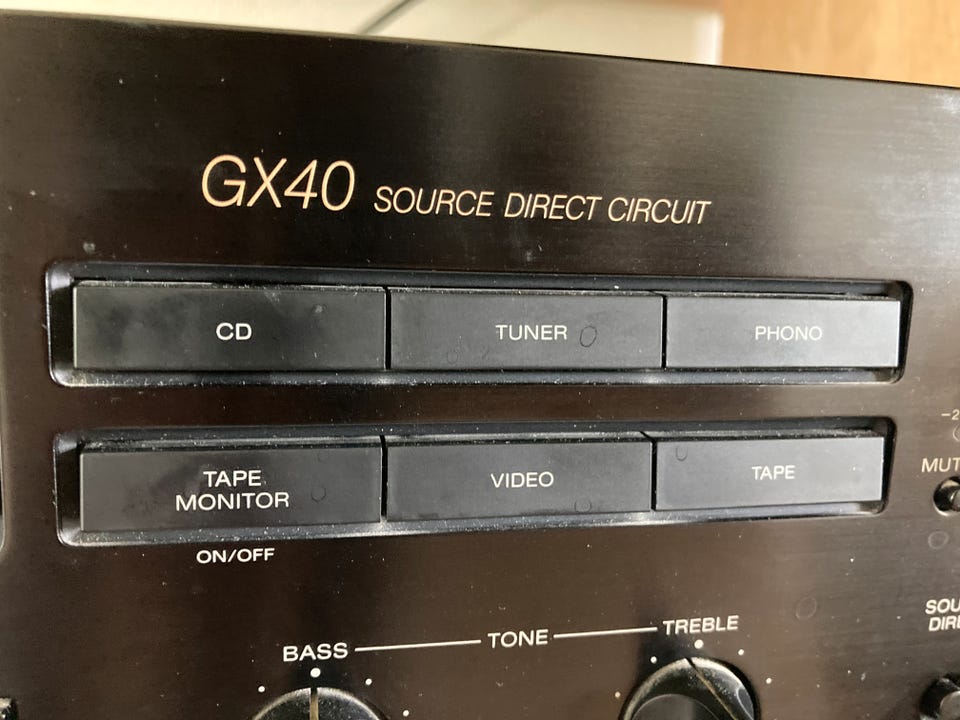 GX40 SOURCE DIRECT CIRCUIT
CD TUNER PHONO
TAPE MONITOR VIDEO TAPE
ON/OFF
BASS TONE TREBLE